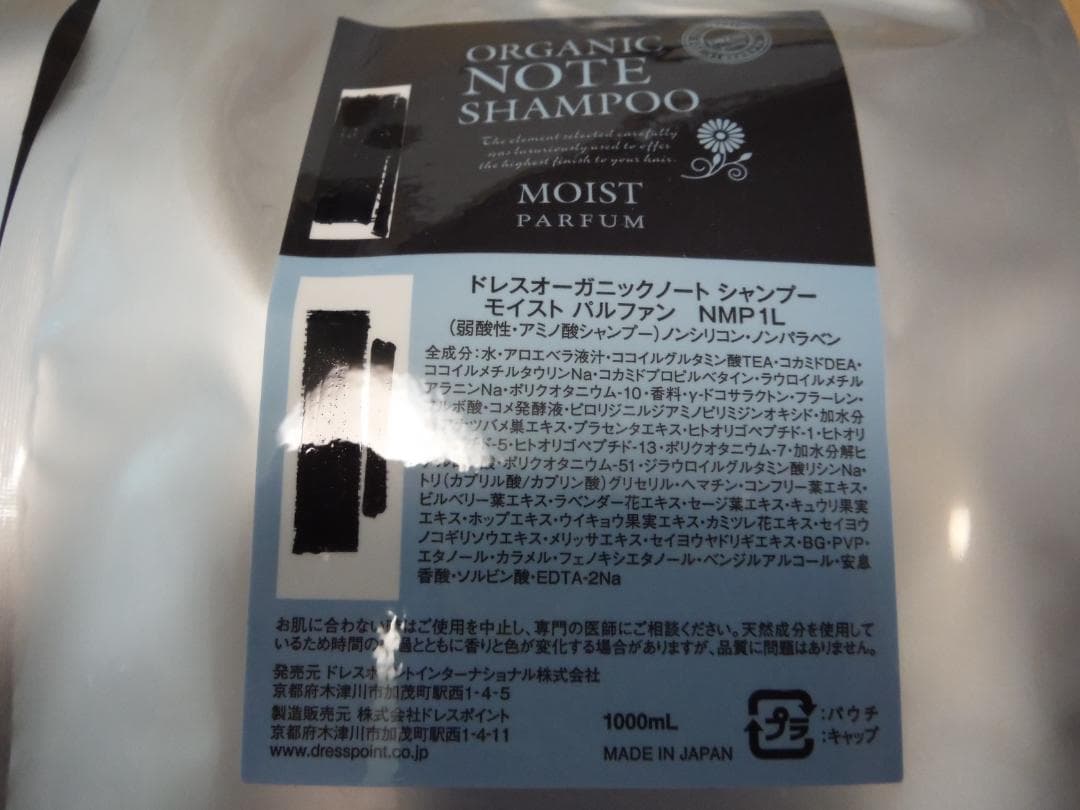 ORGANIC
NOTE
SHAMPOO
The element selected carefully
was luxuriously used to offer
the highest finish to your hair.
MOIST
PARFUM
ドレスオーガニックノート シャンプー
モイスト パルファン NMP1L
(弱酸性・アミノ酸シャンプー)ノンシリコン・ノンパラベン
全成分:水・アロエベラ液汁・ココイルグルタミン酸TEA・コカミドDEA・
ココイルメチルタウリンNa・コカミドプロピルベタイン・ラウロイルメチル
アラニンNa・ポリクオタニウム-10・香料・γ-ドコサラクトン・フラーレン・
ルボ酸・コメ発酵液・ピロリジニルジアミノピリミジンオキシド・加水分
アナツバメ巣エキス・プラセンタエキス・ヒトオリゴペプチド-1・ヒトオリ
ド-5・ヒトオリゴペプチド-13・ポリクオタニウム-7・加水分解ヒ
酸・ポリクオタニウム-51・ジラウロイルグルタミン酸リシンNa・
トリ(カプリル酸/カプリン酸)グリセリル・ヘマチン・コンフリー葉エキス・
ビルベリー葉エキス・ラベンダー花エキス・セージ葉エキス・キュウリ果実
エキス・ホップエキス・ウイキョウ果実エキス・カミツレ花エキス・セイヨウ
ノコギリソウエキス・メリッサエキス・セイヨウヤドリギエキス・BG・PVP・
エタノール・カラメル・フェノキシエタノール・ベンジルアルコール・安息
香酸・ソルビン酸・EDTA-2Na
お肌に合わない時はご使用を中止し、専門の医師にご相談ください。天然成分を使用して
いるため時間の経過とともに香りと色が変化する場合がありますが、品質に問題はありません。
発売元 ドレスポイントインターナショナル株式会社
京都府木津川市加茂町駅西1-4-5
製造販売元 株式会社ドレスポイント
京都府木津川市加茂町駅西1-4-11
www.dresspoint.co.jp
1000mL
MADE IN JAPAN
プラ
:パウチ
:キャップ